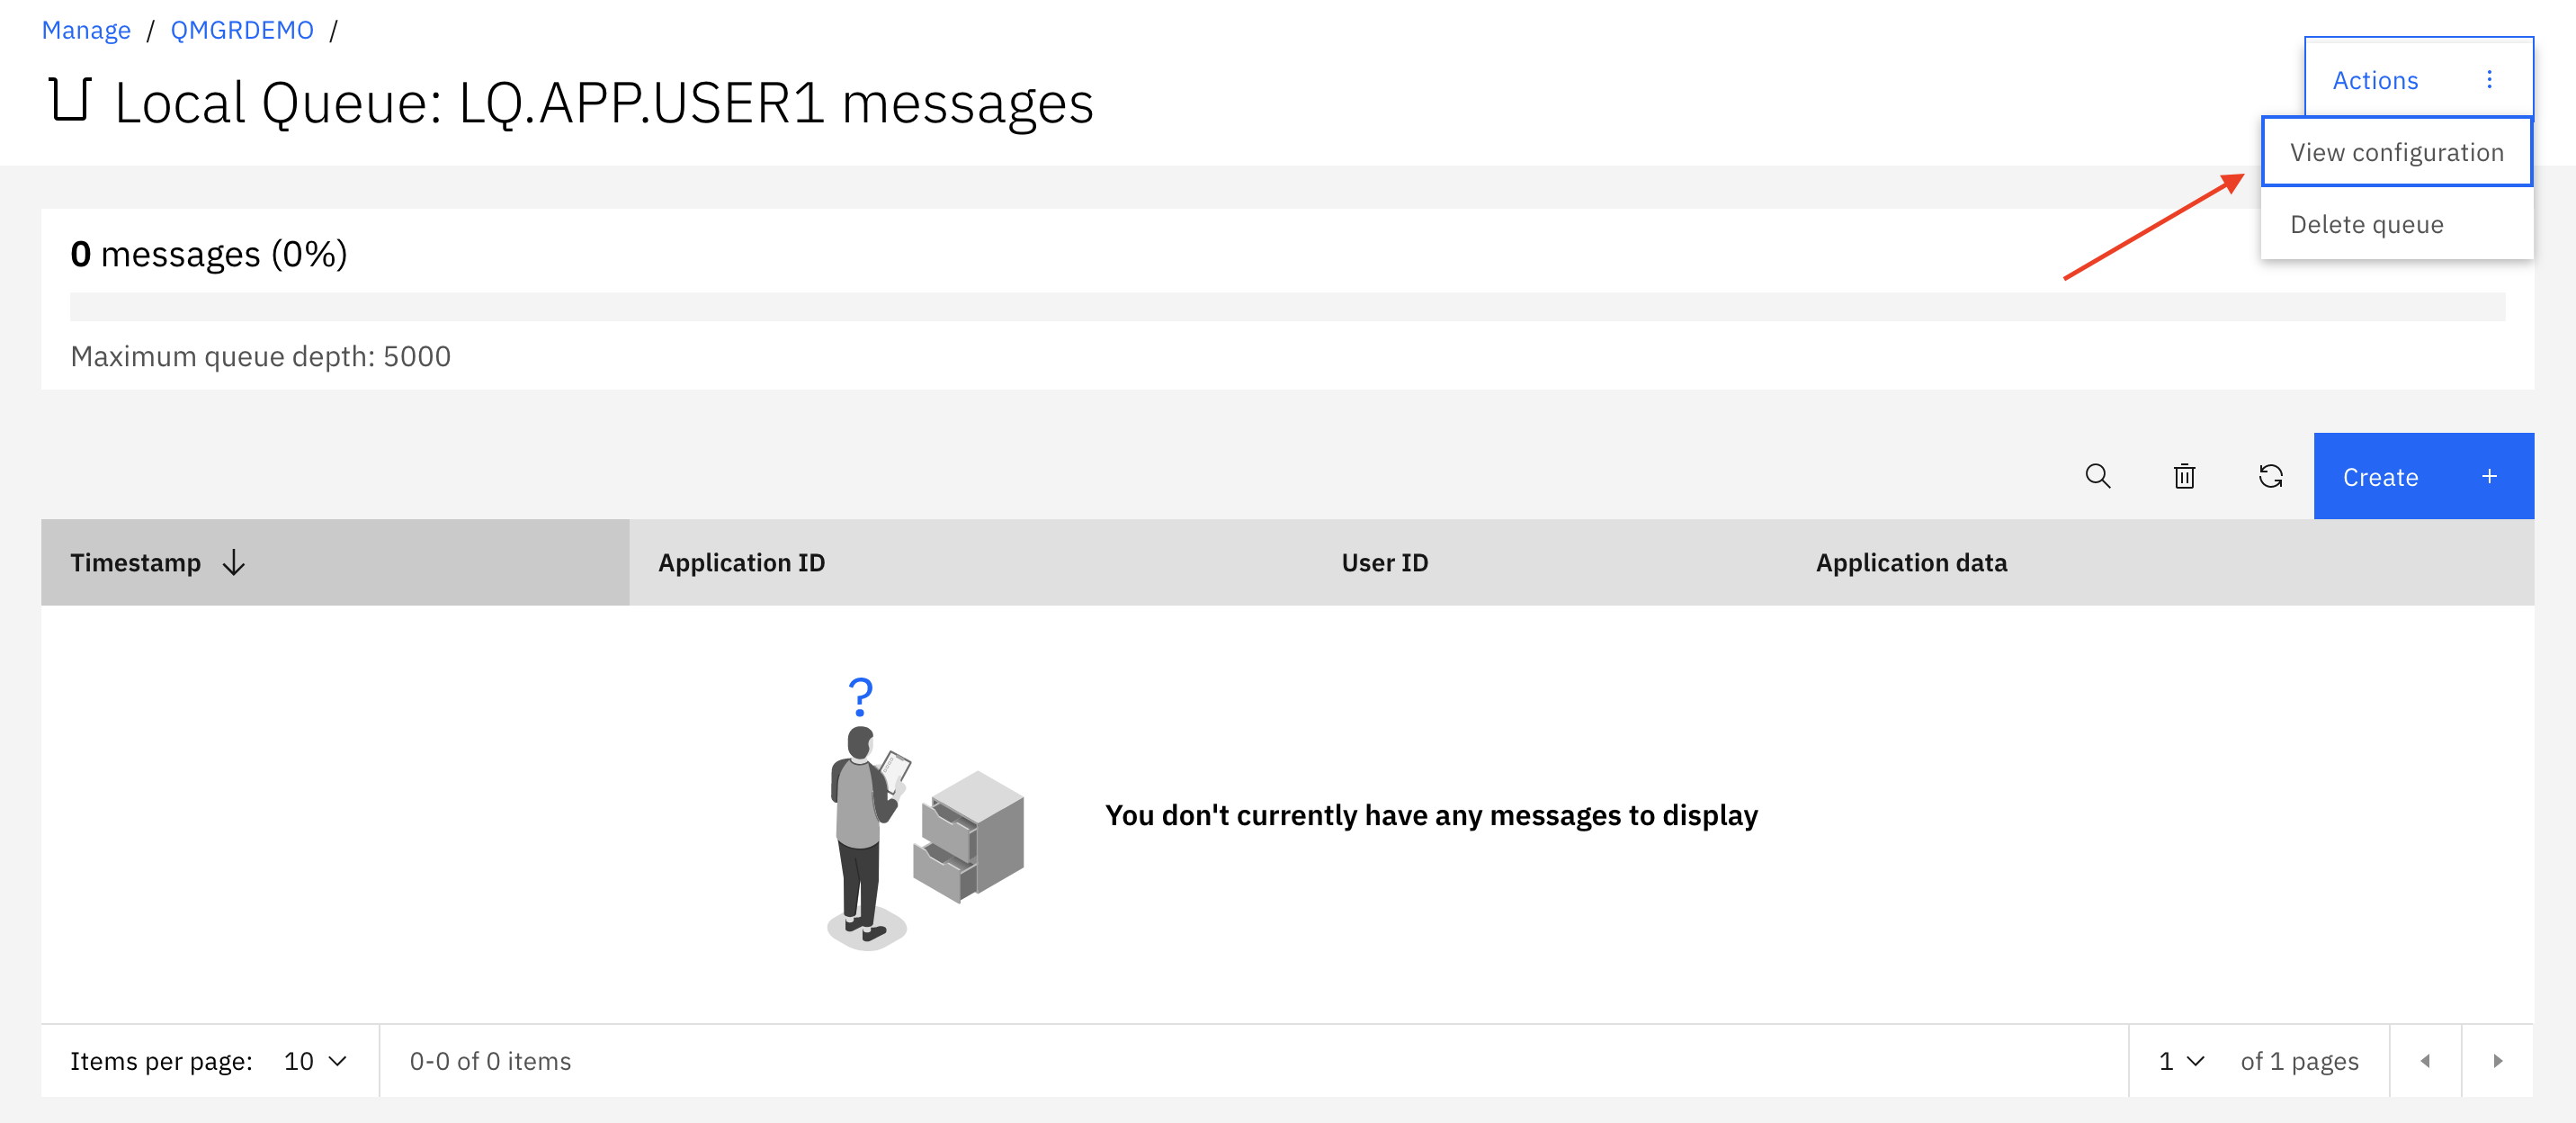 Manage / QMGRDEMO /
Local Queue: LQ.APP.USER1 messages
Actions
View configuration
Delete queue
0 messages (0%)
Maximum queue depth: 5000
Create +
Timestamp Application ID User ID Application data
?
You don't currently have any messages to display
Items per page: 10 0-0 of 0 items 1 of 1 pages